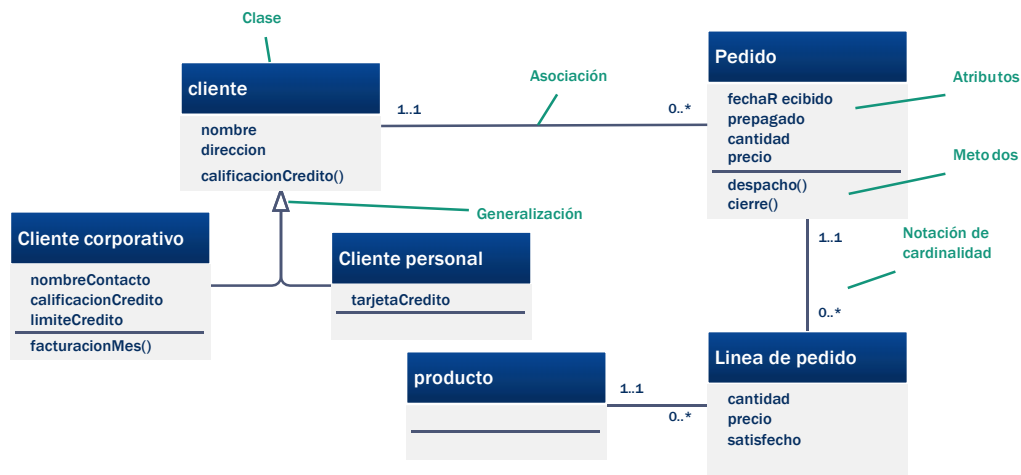 Clase
cliente
nombre
direccion
calificacionCredito()
1..1
Asociación
0..*
Pedido
fechaR ecibido
prepagado
cantidad
precio
despacho()
cierre()
Atributos
Metodos
Generalización
Cliente corporativo
nombreContacto
calificacionCredito
limiteCredito
facturacionMes()
Cliente personal
tarjetaCredito
1..1
Notación de
cardinalidad
0..*
producto
1..1
0..*
Linea de pedido
cantidad
precio
satisfecho